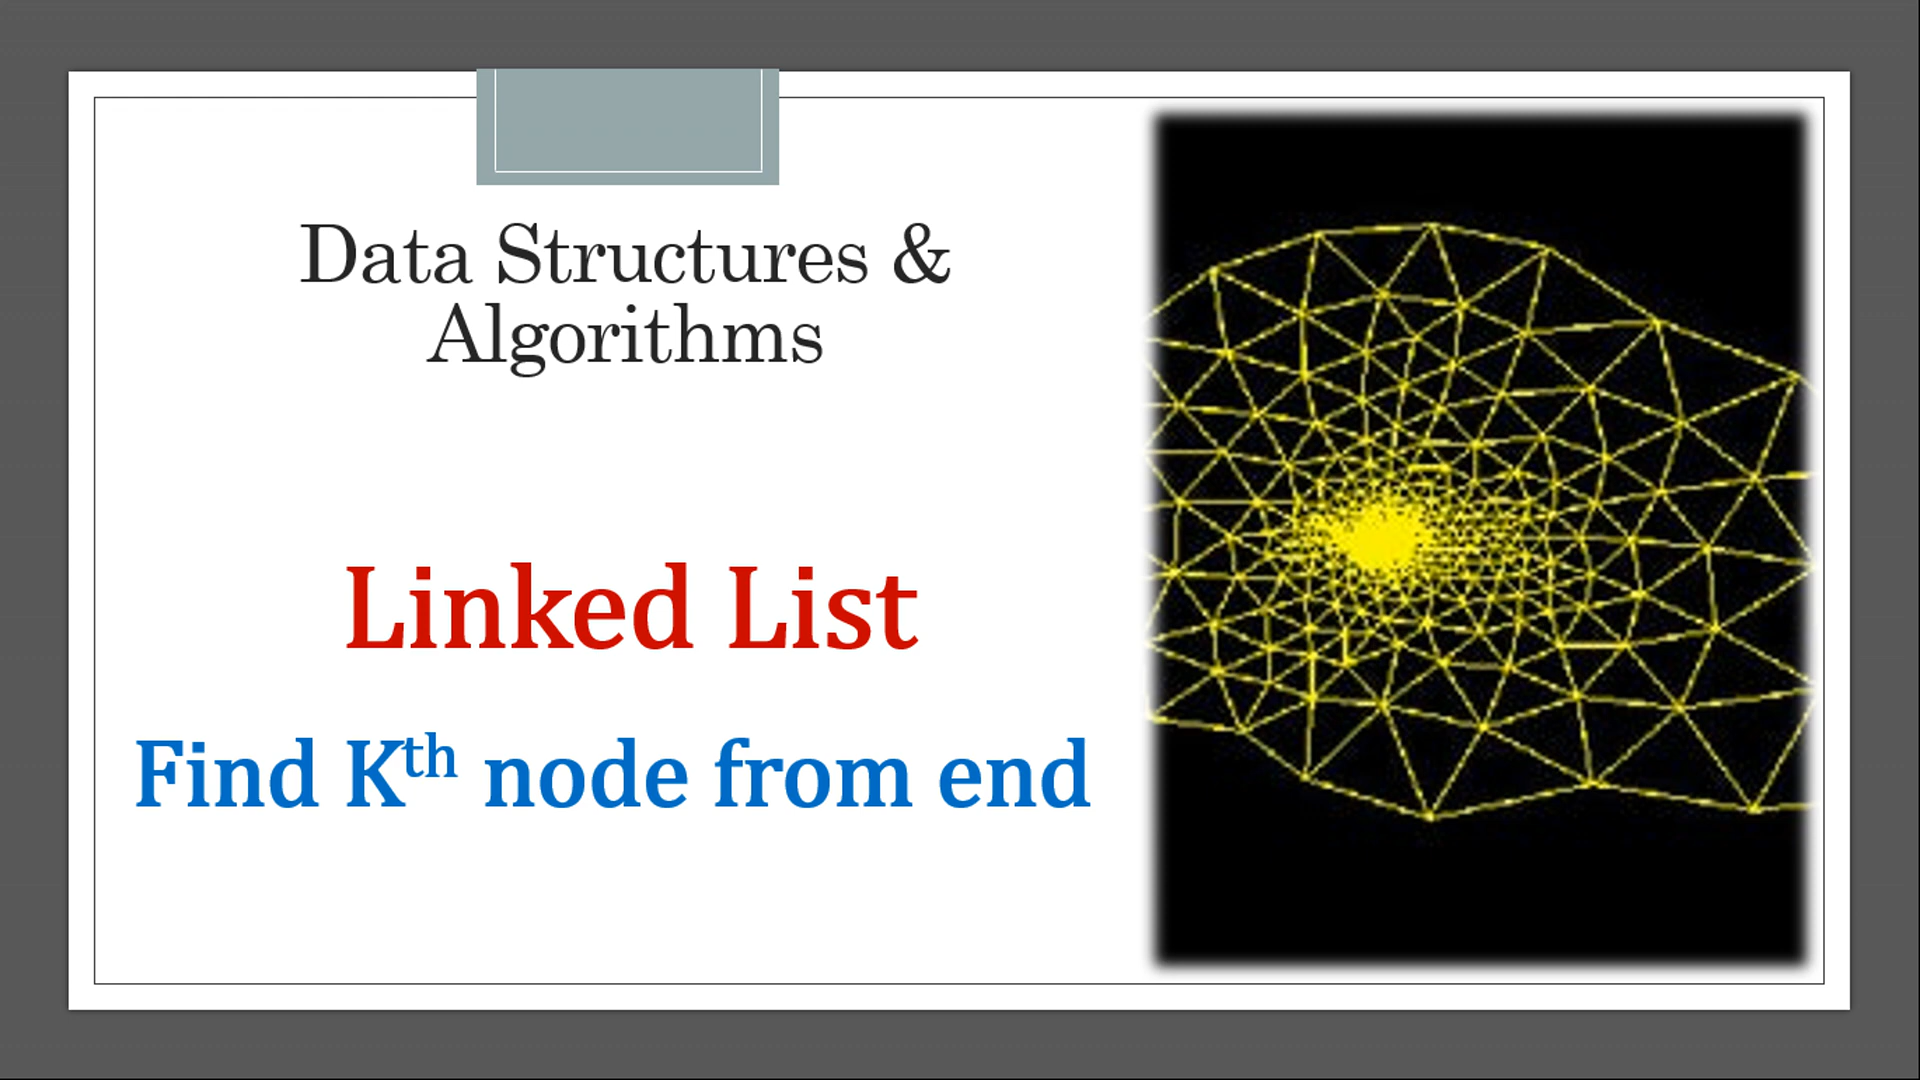 Data Structures &
Algorithms
Linked List
Find Kth node from end